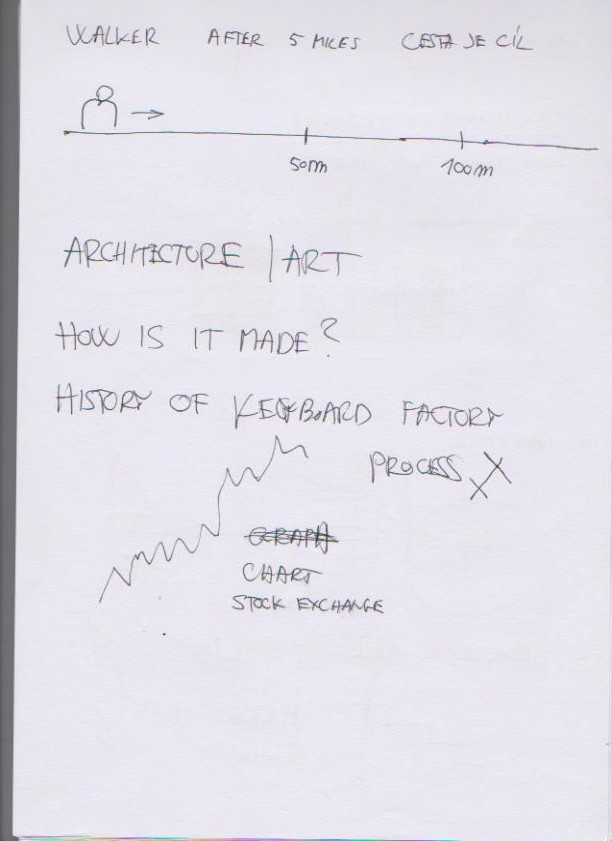 WALKER AFTER 5 MILES CESTA JE CÍL
50m 100m
ARCHITECTURE | ART
HOW IS IT MADE?
HISTORY OF KEYBOARD FACTORY
PROCESS
GRAPH
CHART
STOCK EXCHANGE